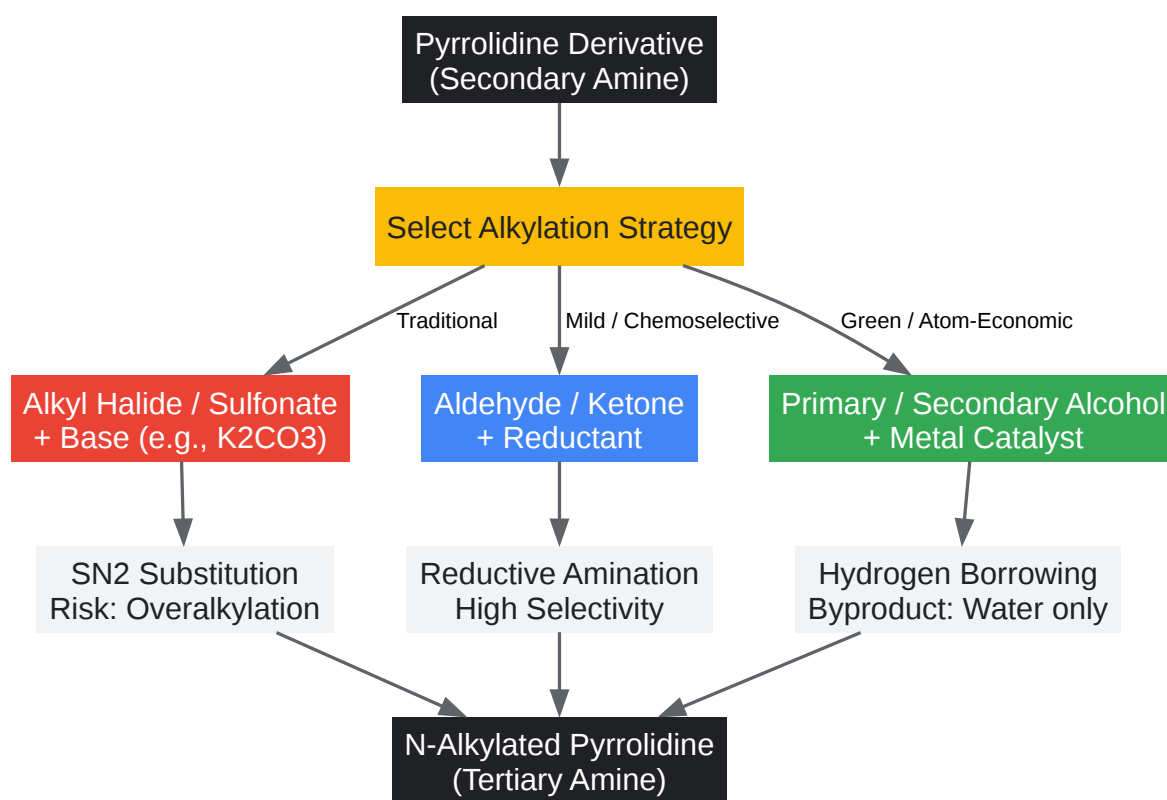 Pyrrolidine Derivative
(Secondary Amine)
Select Alkylation Strategy
Traditional
Mild / Chemoselective
Green / Atom-Economic
Alkyl Halide / Sulfonate
+ Base (e.g., K2CO3)
Aldehyde / Ketone
+ Reductant
Primary / Secondary Alcohol
+ Metal Catalyst
SN2 Substitution
Risk: Overalkylation
Reductive Amination
High Selectivity
Hydrogen Borrowing
Byproduct: Water only
N-Alkylated Pyrrolidine
(Tertiary Amine)